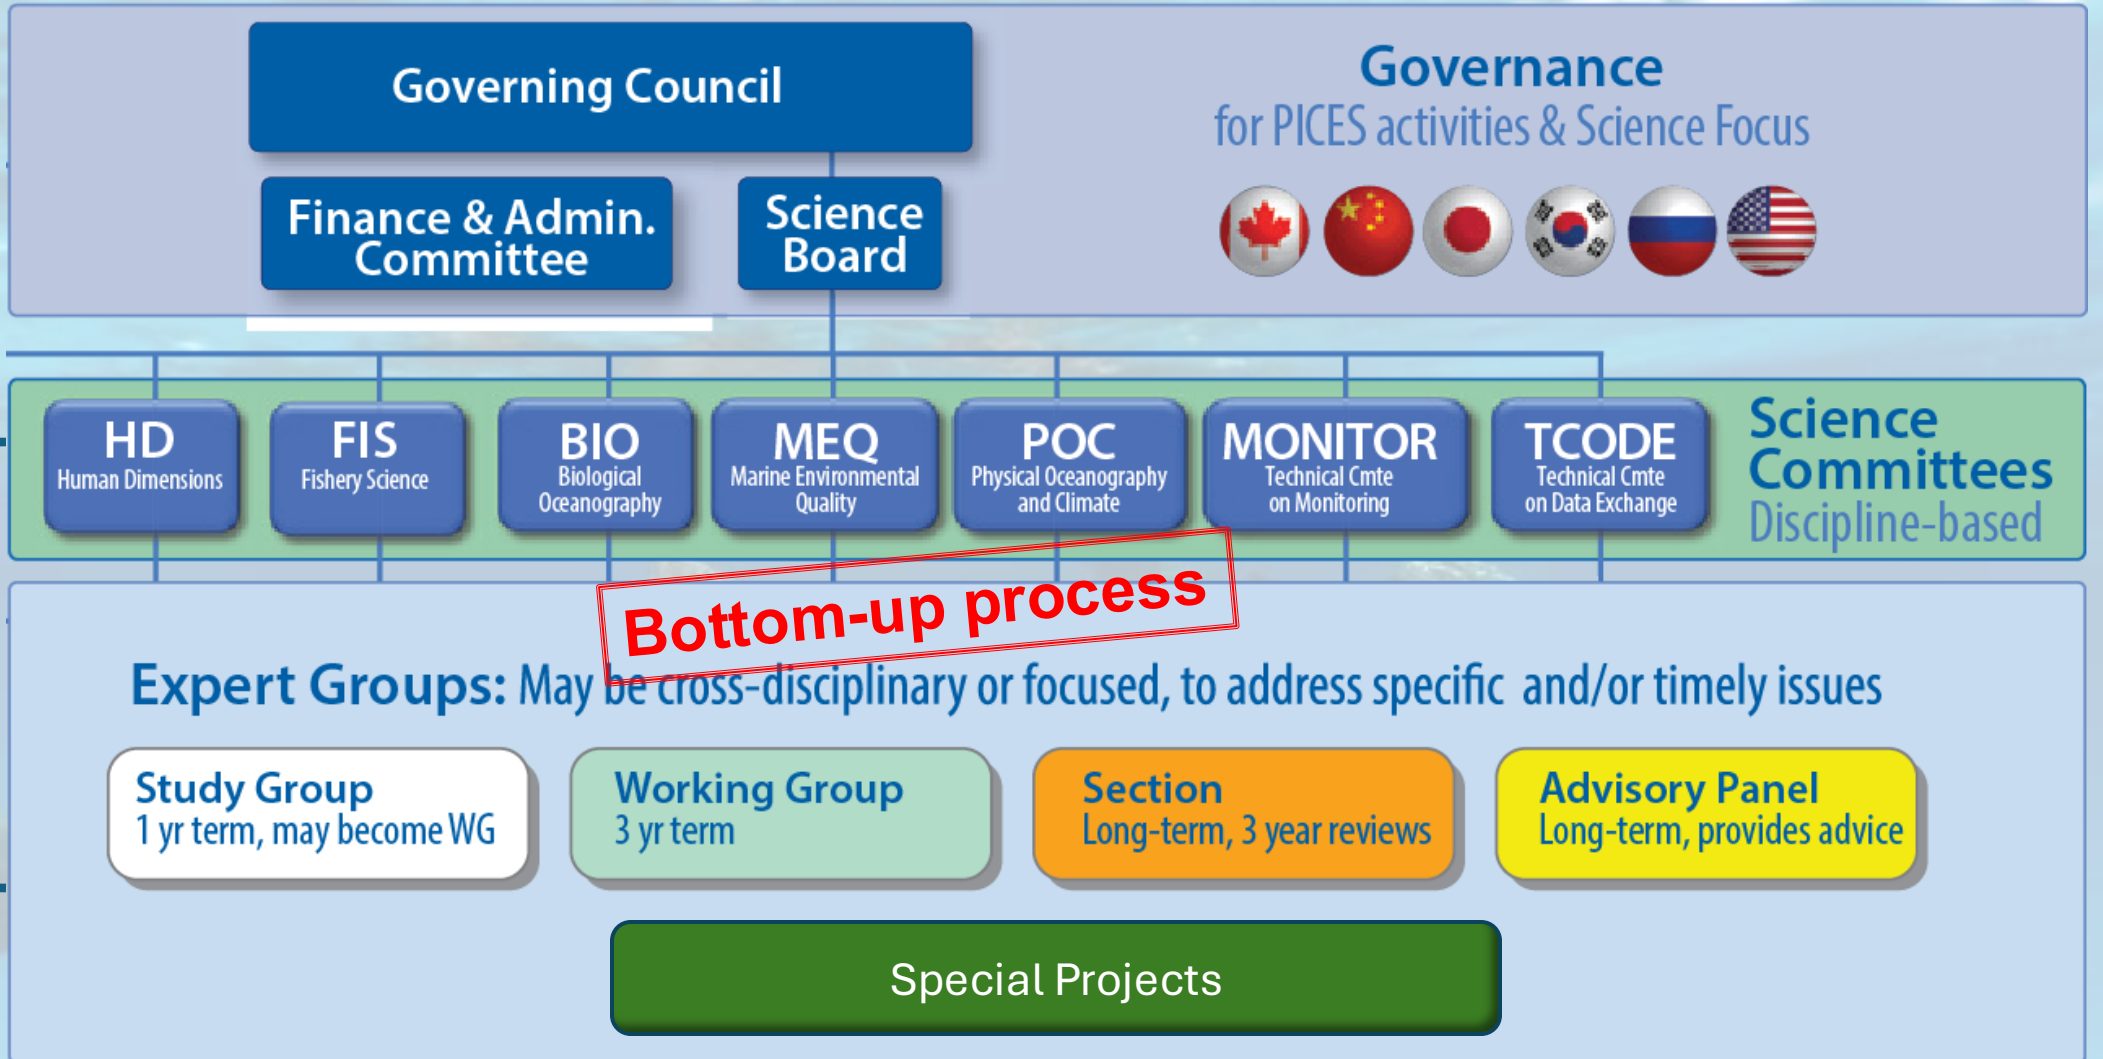 Governing Council
Governance
for PICES activities & Science Focus
Finance & Admin.
Committee
Science
Board
HD
Human Dimensions
FIS
Fishery Science
BIO
Biological
Oceanography
MEQ
Marine Environmental
Quality
POC
Physical Oceanography
and Climate
MONITOR
Technical Cmte
on Monitoring
TCODE
Technical Cmte
on Data Exchange
Science
Committees
Discipline-based
Bottom-up process
Expert Groups: May be cross-disciplinary or focused, to address specific and/or timely issues
Study Group
1 yr term, may become WG
Working Group
3 yr term
Section
Long-term, 3 year reviews
Advisory Panel
Long-term, provides advice
Special Projects